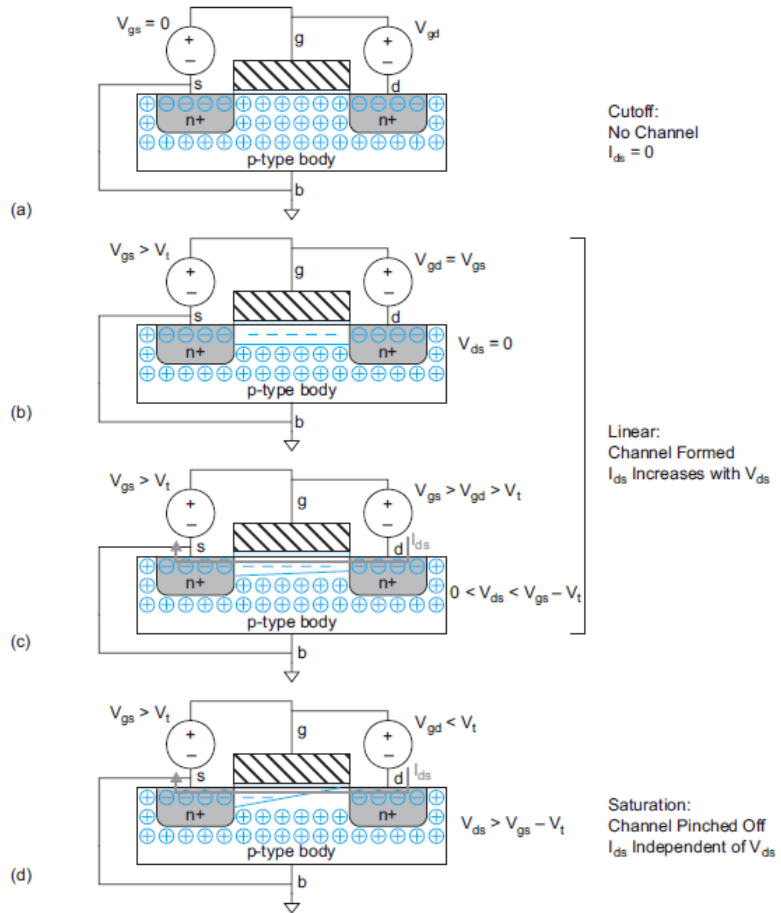 V_gs = 0
V_gd
g
s
d
n+
n+
p-type body
b
Cutoff:
No Channel
I_ds = 0
(a)
V_gs > V_t
V_gd = V_gs
g
s
d
n+
n+
V_ds = 0
p-type body
b
(b)
Linear:
Channel Formed
I_ds Increases with V_ds
V_gs > V_t
V_gs > V_gd > V_t
g
s
d
I_ds
n+
n+
0 < V_ds < V_gs – V_t
p-type body
b
(c)
V_gs > V_t
V_gd < V_t
g
s
d
I_ds
n+
n+
V_ds > V_gs – V_t
p-type body
b
Saturation:
Channel Pinched Off
I_ds Independent of V_ds
(d)